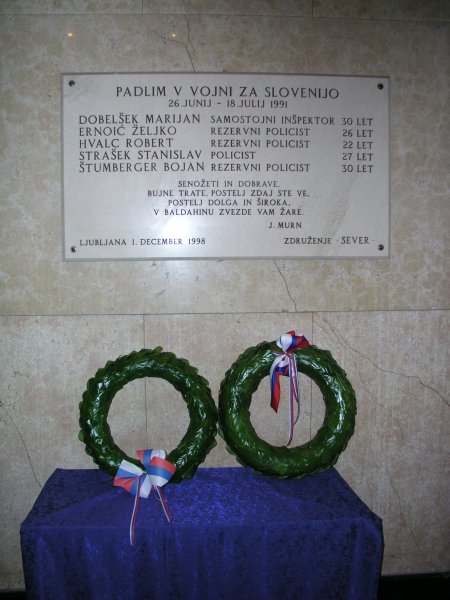 PADLIM V VOJNI ZA SLOVENIJO
26. JUNIJ - 18. JULIJ 1991
DOBELŠEK MARIJAN SAMOSTOJNI INŠPEKTOR 30 LET
ERNOIĆ ŽELJKO REZERVNI POLICIST 26 LET
HVALC ROBERT REZERVNI POLICIST 22 LET
STRAŠEK STANISLAV POLICIST 27 LET
ŠTUMBERGER BOJAN REZERVNI POLICIST 30 LET
SENOŽETI IN DOBRAVE,
BUJNE TRATE, POSTELJ ZDAJ STE VE,
POSTELJ DOLGA IN ŠIROKA,
V BALDAHINU ZVEZDE VAM ŽARE.
J. MURN
LJUBLJANA 1. DECEMBER 1998 ZDRUŽENJE - SEVER -